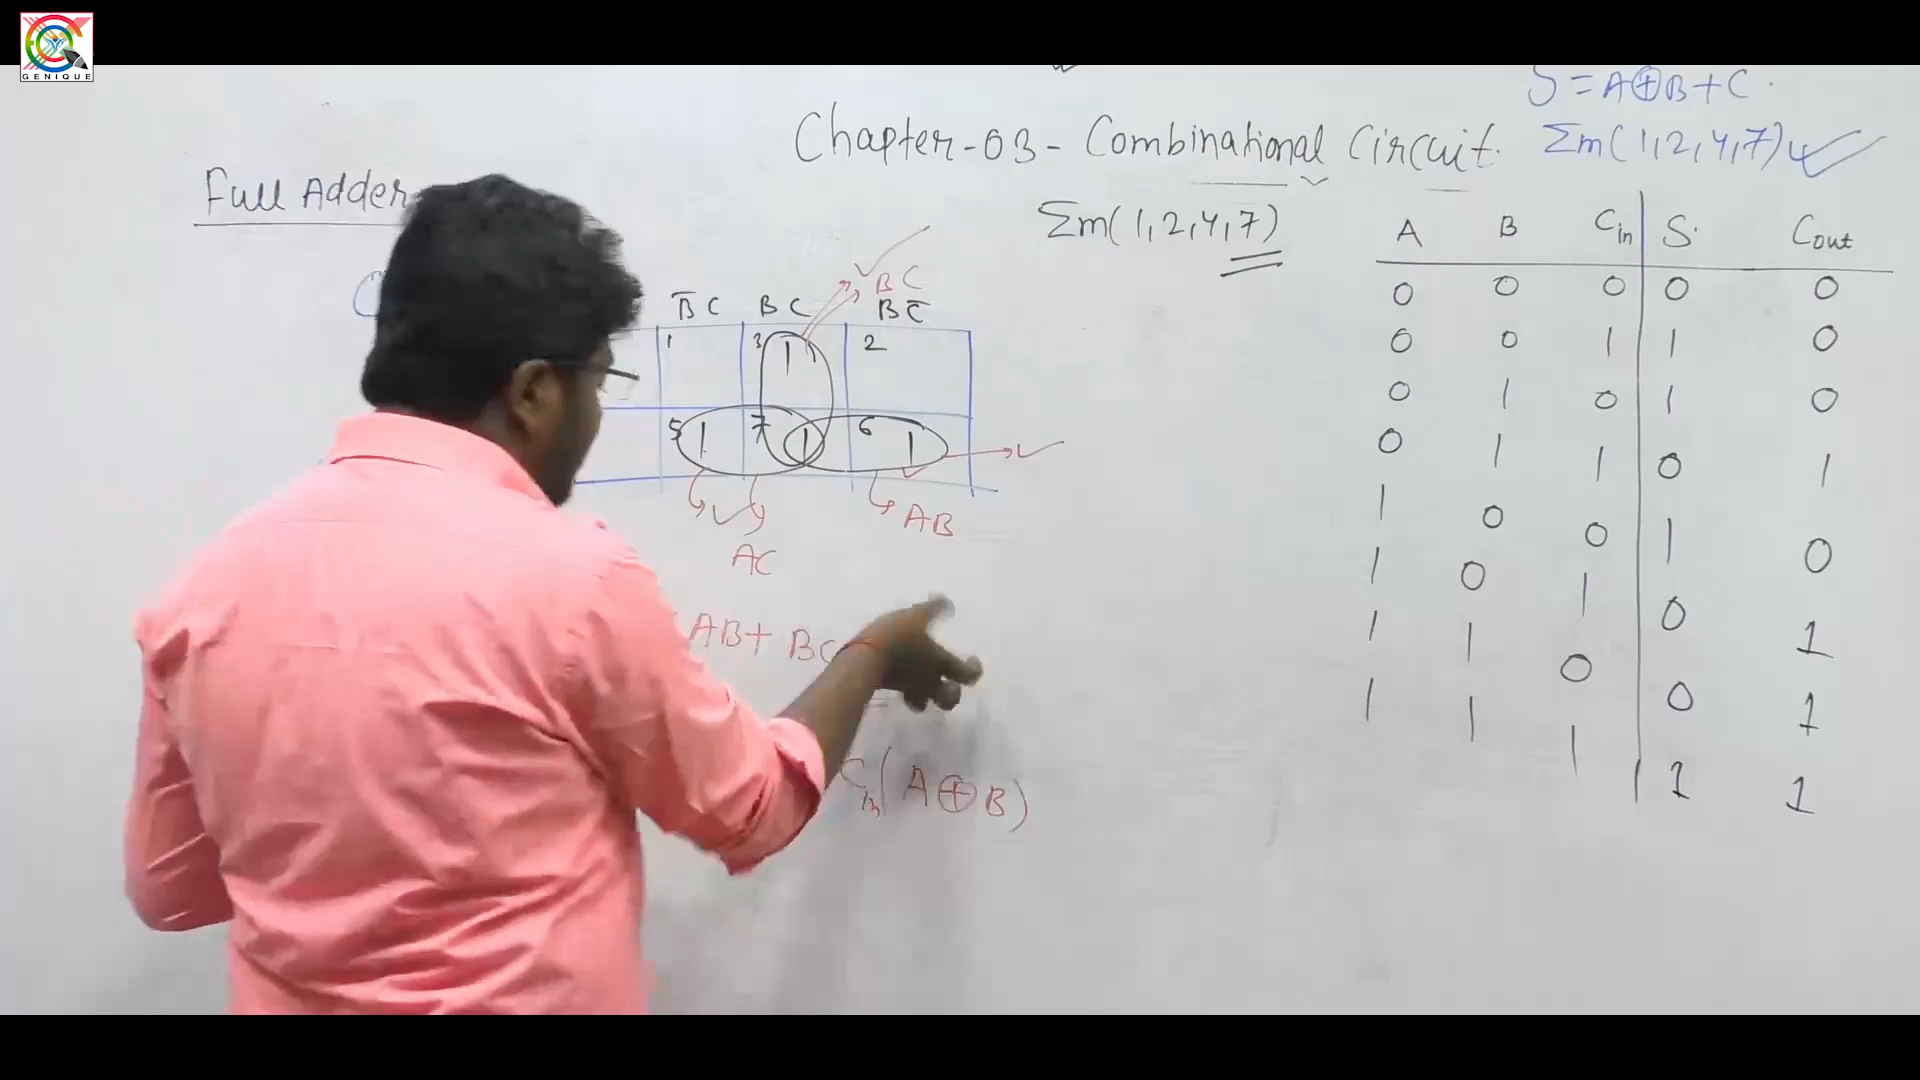 GENIQUE
S = A⊕B+C.
Chapter-03- Combinational Circuit.
Σm(1,2,4,7)
Full Adder
Σm(1,2,4,7)
A B Cin S. Cout
0 0 0 0 0
0 0 1 1 0
0 1 0 1 0
0 1 1 0 1
1 0 0 1 0
1 0 1 0 1
1 1 0 0 1
1 1 1 1 1
BC
B̅C BC BC̅
1 3 1 2
5 1 7 1 6 1
AC
AB
AB+ BC
Cin(A⊕B)